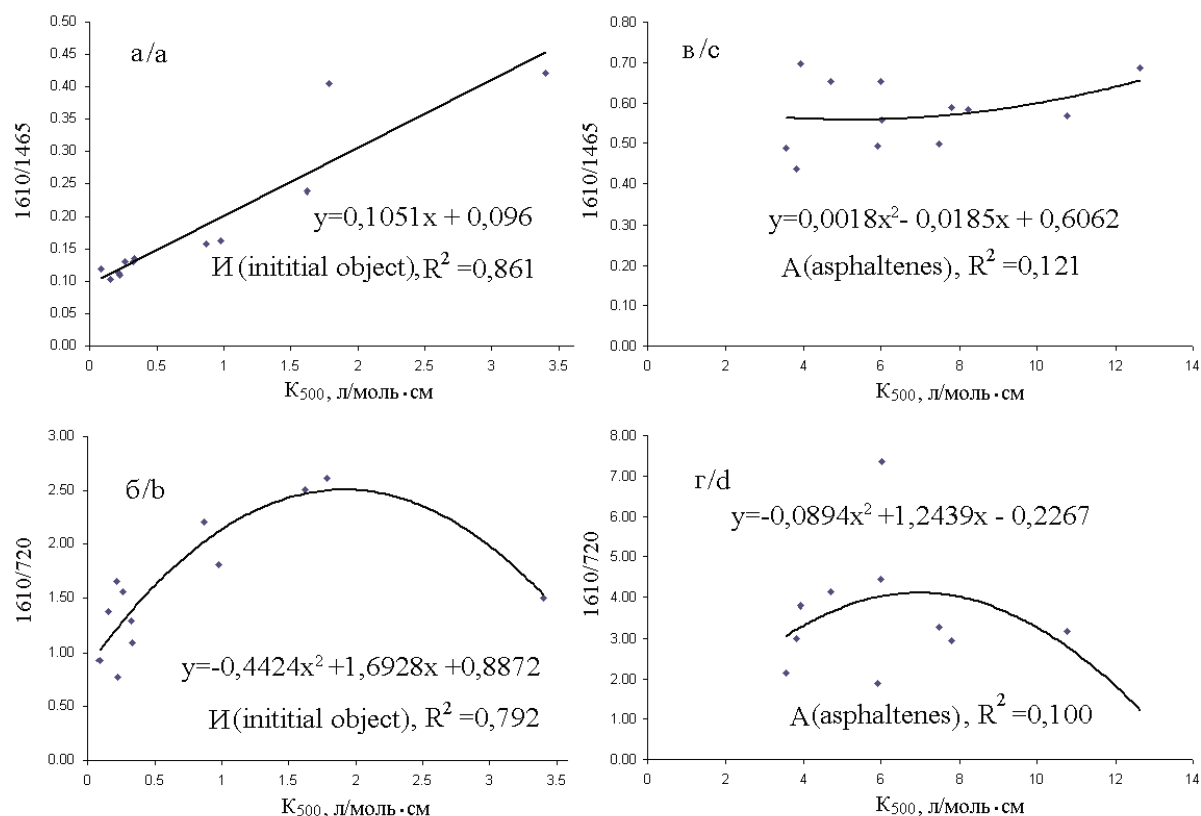 а/a
0.50
0.45
0.40
0.35
0.30
0.25
0.20
0.15
0.10
0.05
0.00
1610/1465
y=0,1051x + 0,096
И (inititial object), R² =0,861
0 0.5 1 1.5 2 2.5 3 3.5
K₅₀₀, л/моль·см
в/c
0.80
0.70
0.60
0.50
0.40
0.30
0.20
0.10
0.00
1610/1465
y=0,0018x² - 0,0185x + 0,6062
А (asphaltenes), R² =0,121
0 2 4 6 8 10 12 14
K₅₀₀, л/моль·см
б/b
3.00
2.50
2.00
1.50
1.00
0.50
0.00
1610/720
y=-0,4424x² +1,6928x +0,8872
И (inititial object), R² =0,792
0 0.5 1 1.5 2 2.5 3 3.5
K₅₀₀, л/моль·см
г/d
8.00
7.00
6.00
5.00
4.00
3.00
2.00
1.00
0.00
1610/720
y=-0,0894x² +1,2439x - 0,2267
А (asphaltenes), R² =0,100
0 2 4 6 8 10 12 14
K₅₀₀, л/моль·см